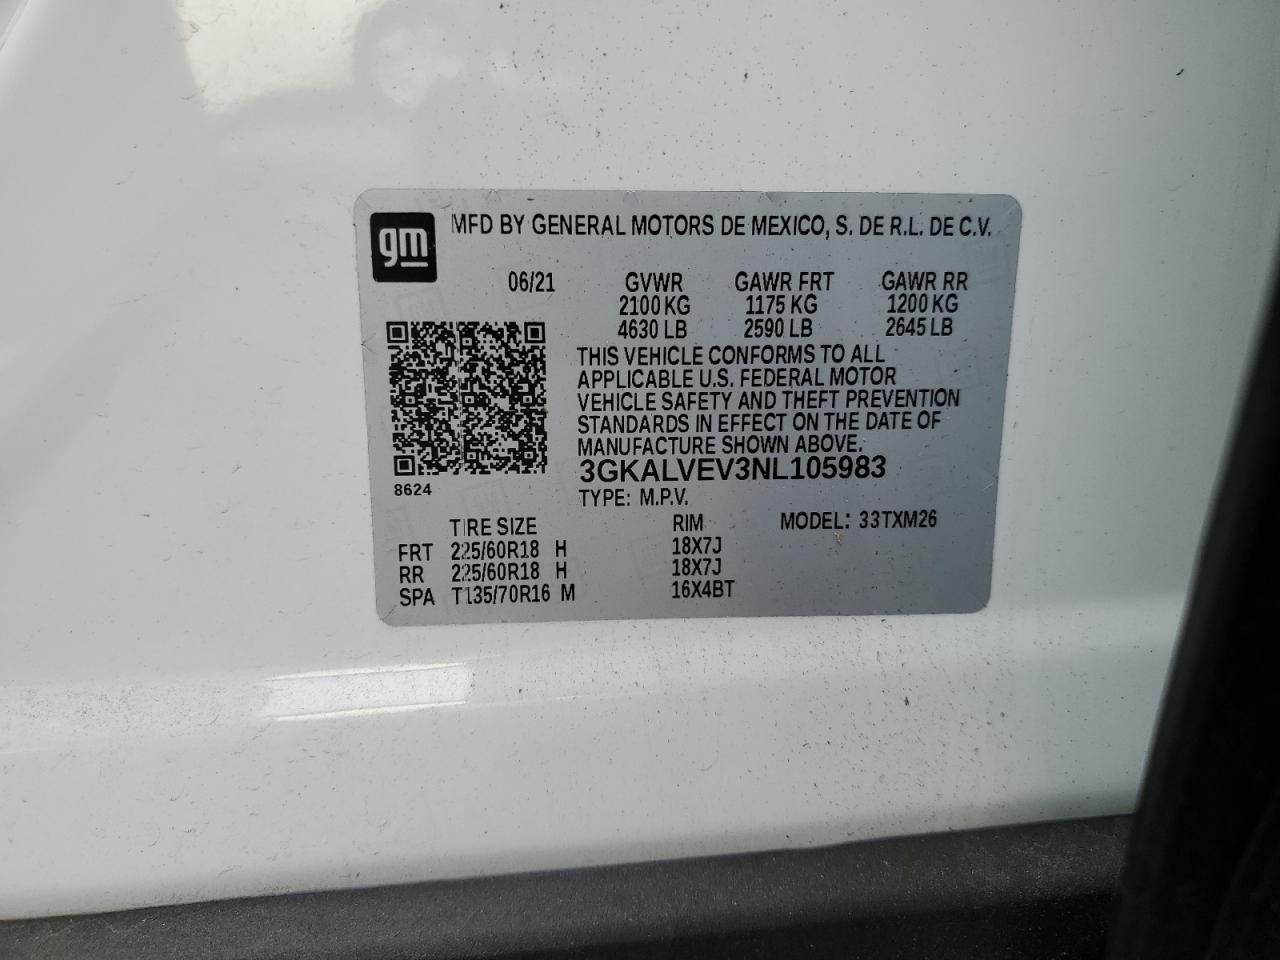 gm
MFD BY GENERAL MOTORS DE MEXICO, S. DE R.L. DE C.V.
06/21 GVWR GAWR FRT GAWR RR
2100 KG 1175 KG 1200 KG
4630 LB 2590 LB 2645 LB
THIS VEHICLE CONFORMS TO ALL
APPLICABLE U.S. FEDERAL MOTOR
VEHICLE SAFETY AND THEFT PREVENTION
STANDARDS IN EFFECT ON THE DATE OF
MANUFACTURE SHOWN ABOVE.
3GKALVEV3NL105983
8624
TYPE: M.P.V.
TIRE SIZE RIM MODEL: 33TXM26
FRT 225/60R18 H 18X7J
RR 225/60R18 H 18X7J
SPA T135/70R16 M 16X4BT